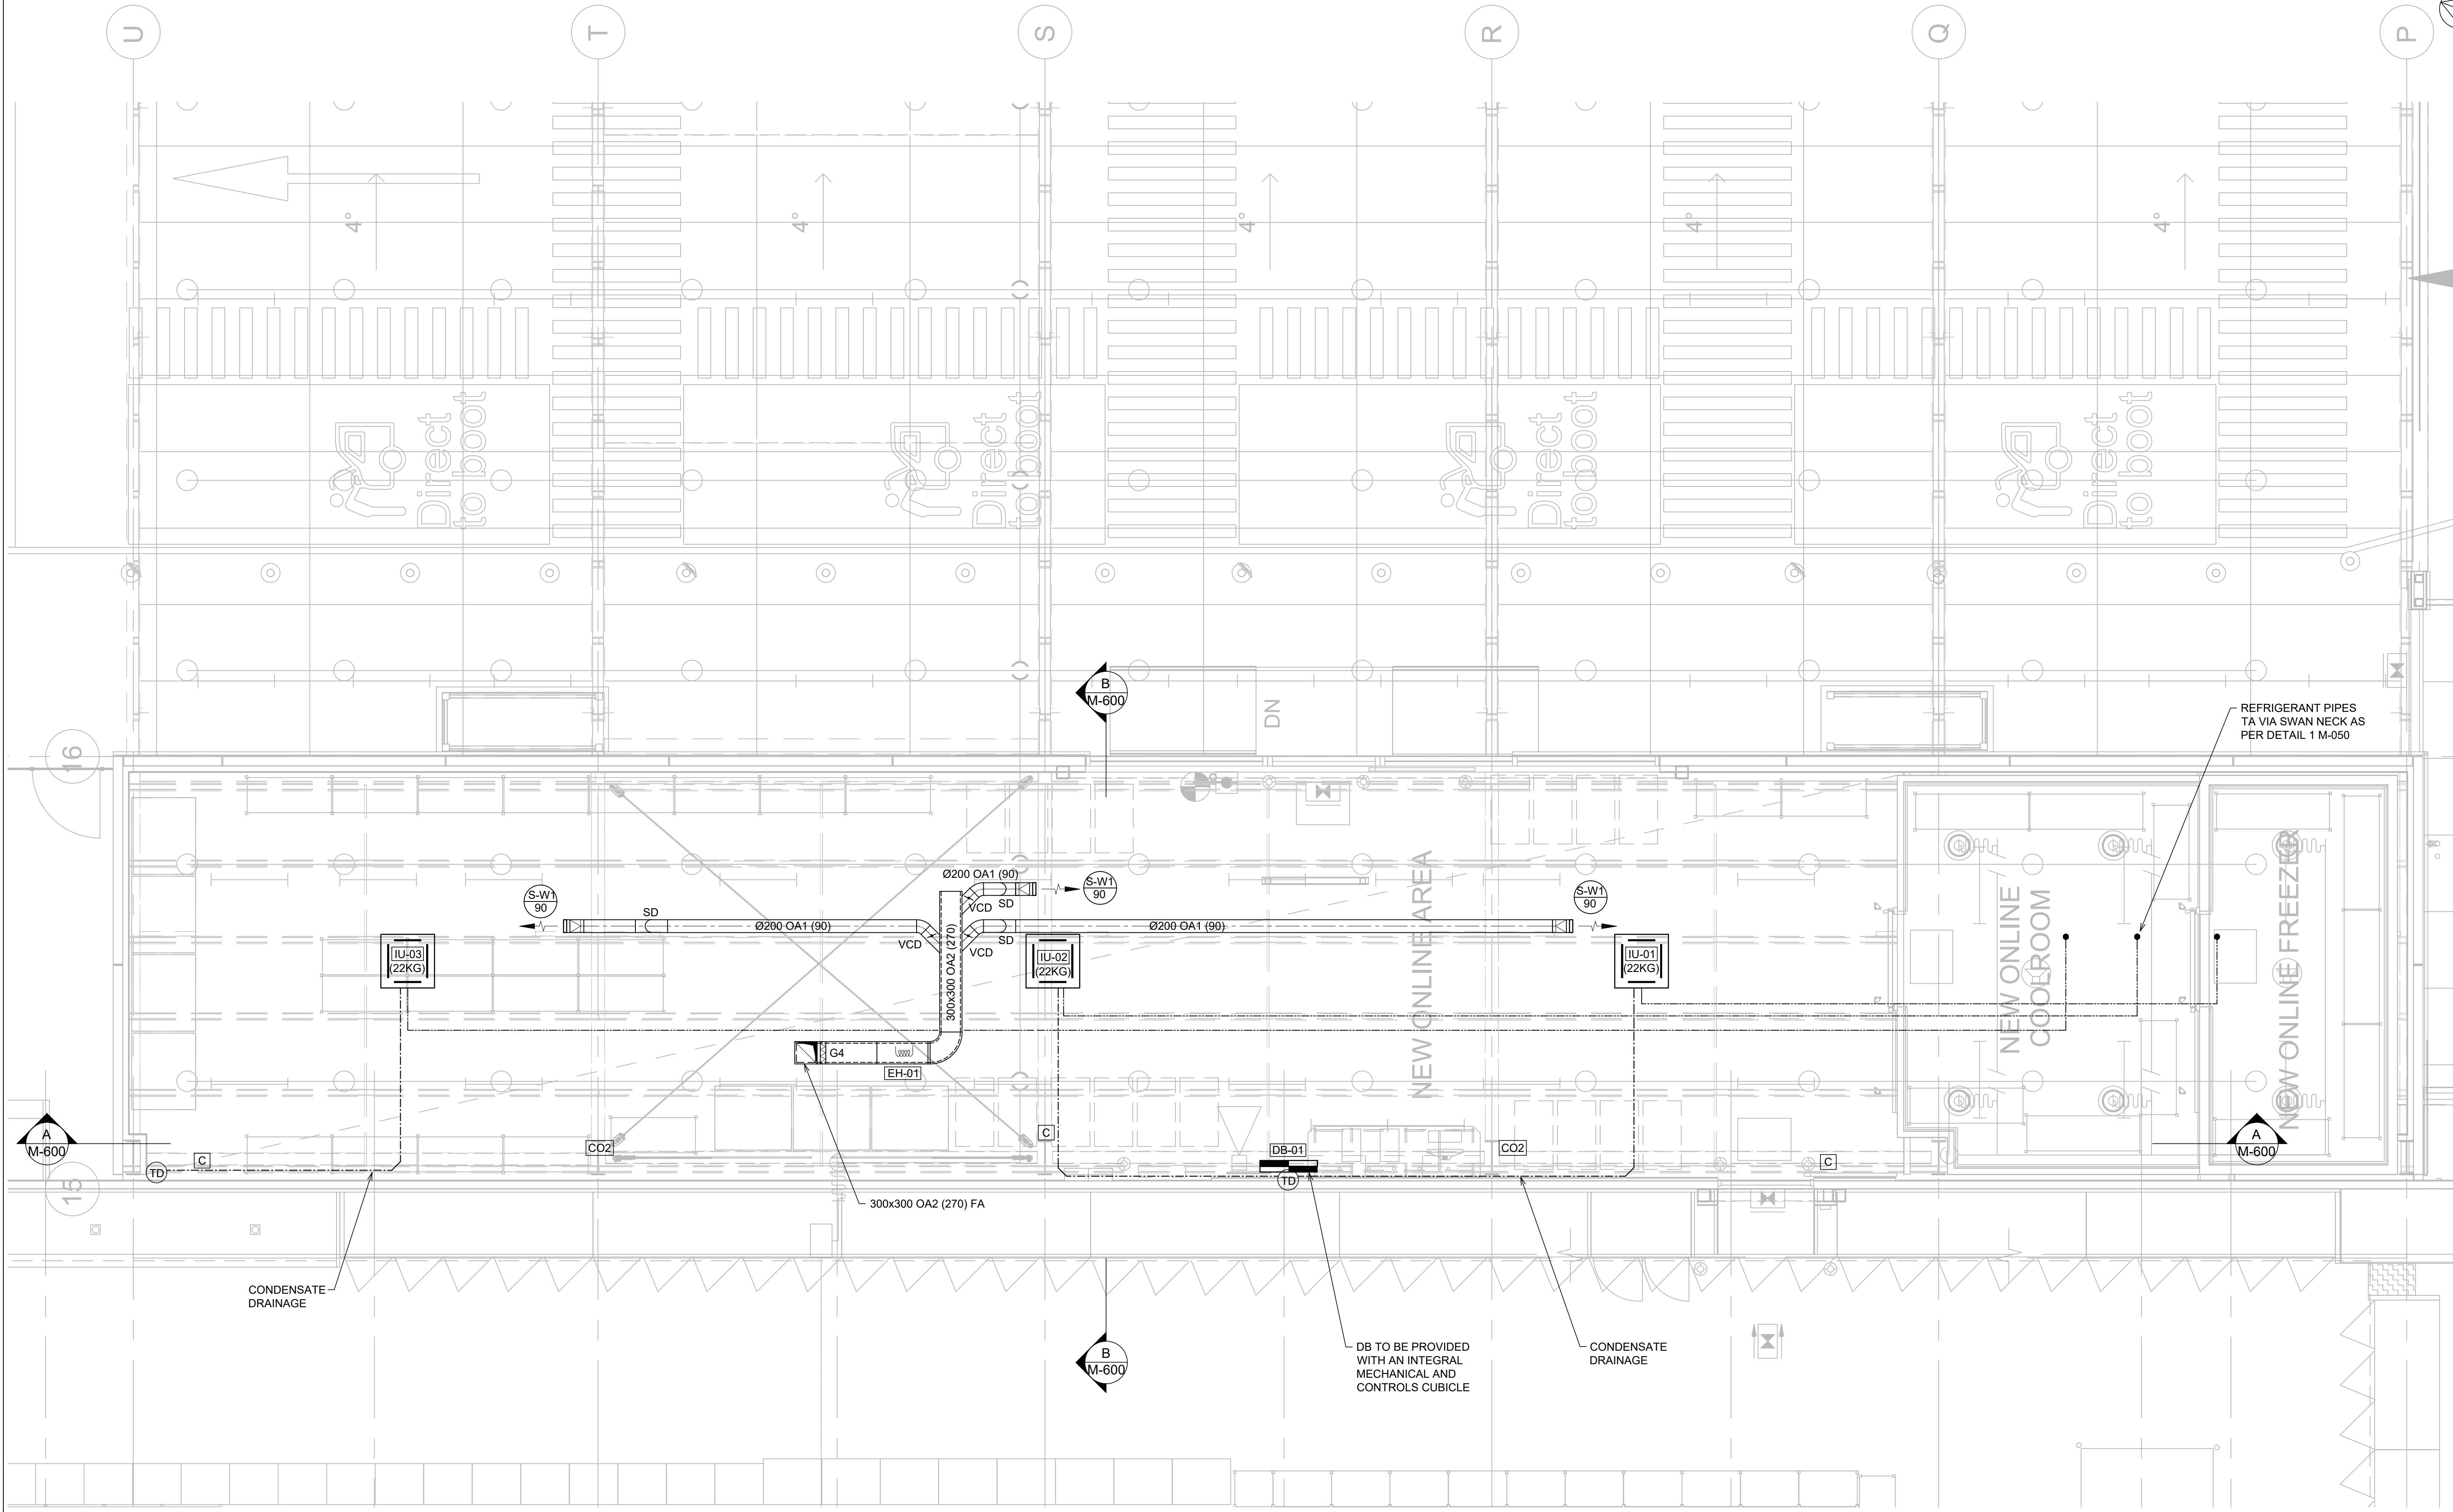 U
T
S
R
Q
P
4°
4°
4°
4°
4°
Direct
to boot
Direct
to boot
Direct
to boot
Direct
to boot
B
M-600
DN
REFRIGERANT PIPES
TA VIA SWAN NECK AS
PER DETAIL 1 M-050
16
Ø200 OA1 (90)
S-W1
90
VCD
SD
S-W1
90
SD
Ø200 OA1 (90)
VCD
300x300 OA2 (270)
VCD
SD
Ø200 OA1 (90)
S-W1
90
IU-03
(22KG)
IU-02
(22KG)
IU-01
(22KG)
NEW ONLINE AREA
NEW ONLINE
COOLROOM
NEW ONLINE FREEZER
G4
EH-01
A
M-600
15
TD
C
CO2
C
DB-01
TD
CO2
C
A
M-600
300x300 OA2 (270) FA
CONDENSATE
DRAINAGE
B
M-600
DB TO BE PROVIDED
WITH AN INTEGRAL
MECHANICAL AND
CONTROLS CUBICLE
CONDENSATE
DRAINAGE